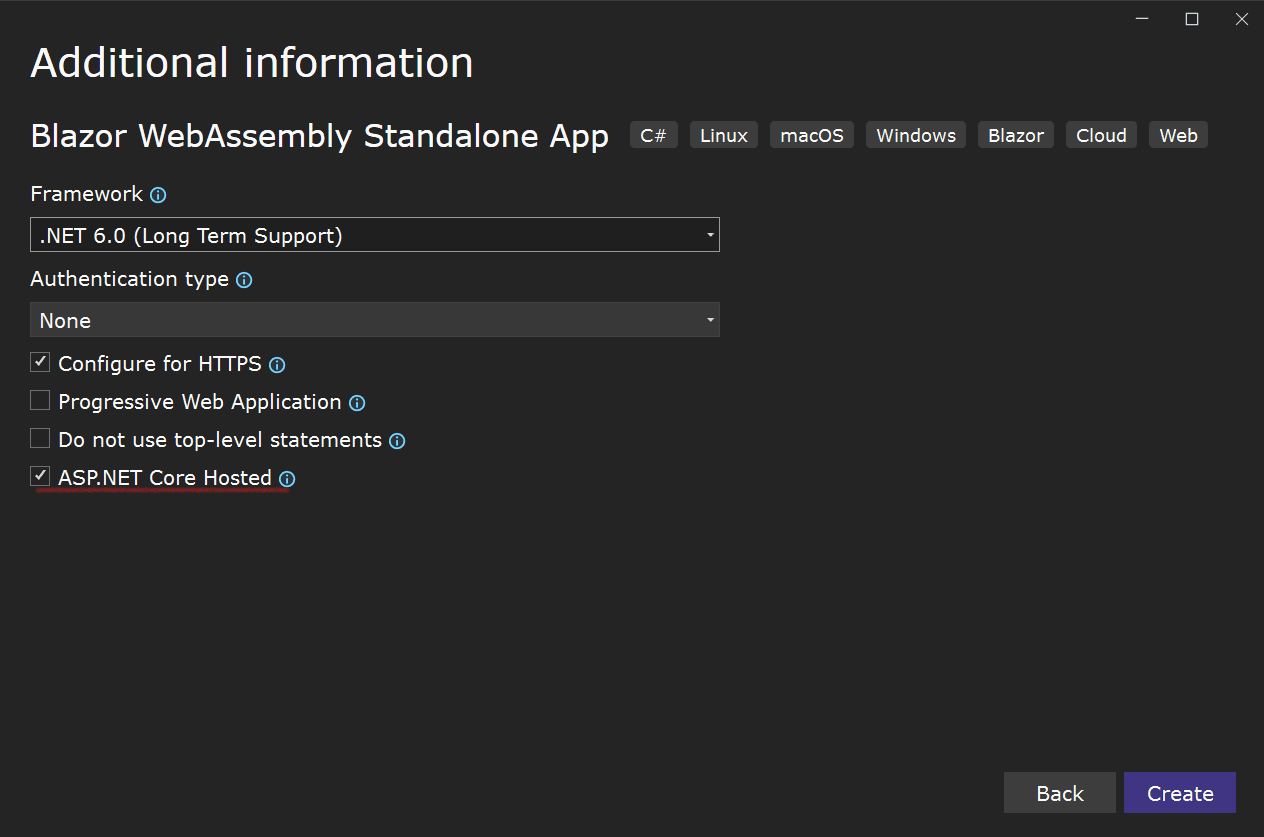 Additional information
Blazor WebAssembly Standalone App C# Linux macOS Windows Blazor Cloud Web
Framework
.NET 6.0 (Long Term Support)
Authentication type
None
Configure for HTTPS
Progressive Web Application
Do not use top-level statements
ASP.NET Core Hosted
Back Create